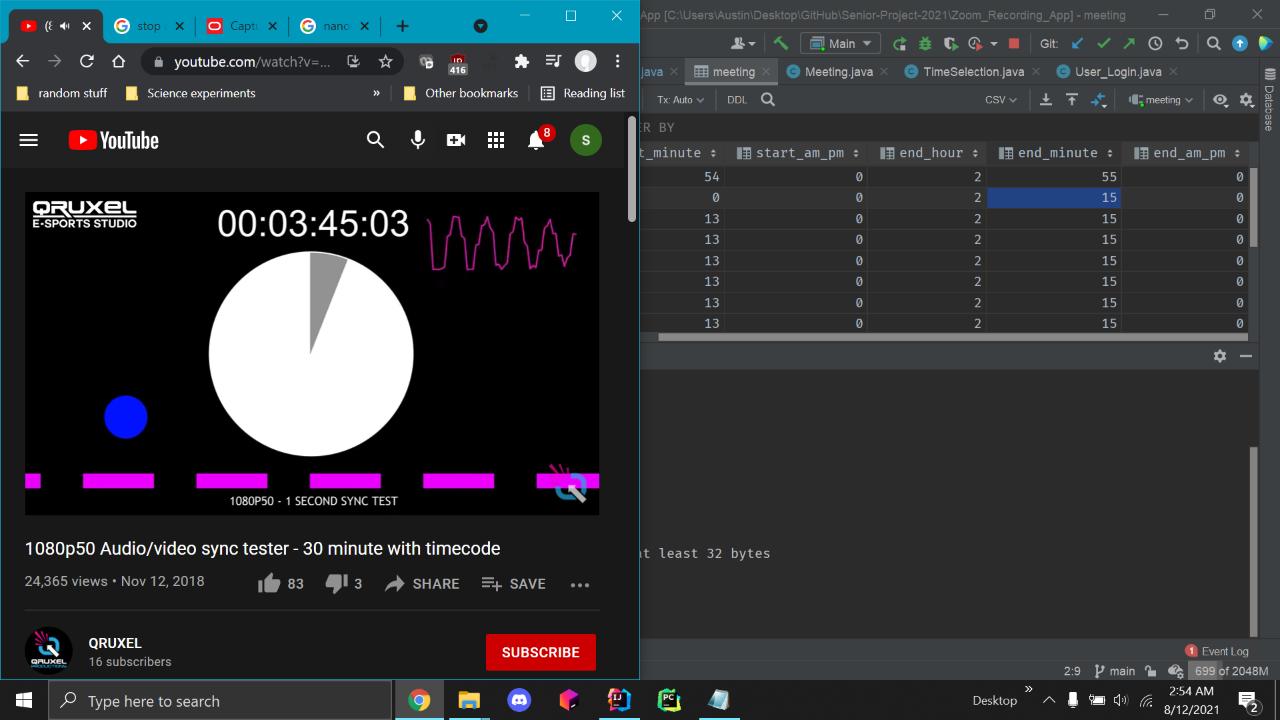 stop
Capt
nano
App [C:\Users\Austin\Desktop\GitHub\Senior-Project-2021\Zoom_Recording_App] - meeting
youtube.com/watch?v=...
416
Main
Git:
random stuff
Science experiments
»
Other bookmarks
Reading list
java
meeting
Meeting.java
TimeSelection.java
User_Login.java
Tx: Auto
DDL
CSV
meeting
Database
YouTube
8
S
ER BY
t_minute start_am_pm end_hour end_minute end_am_pm
54 0 2 55 0
0 0 2 15 0
13 0 2 15 0
13 0 2 15 0
13 0 2 15 0
13 0 2 15 0
13 0 2 15 0
13 0 2 15 0
QRUXEL
E-SPORTS STUDIO
00:03:45:03
1080P50 - 1 SECOND SYNC TEST
at least 32 bytes
1080p50 Audio/video sync tester - 30 minute with timecode
24,365 views • Nov 12, 2018
83
3
SHARE
SAVE
QRUXEL
PRODUCTIONS
QRUXEL
16 subscribers
SUBSCRIBE
1 Event Log
2:9 main 699 of 2048M
Type here to search
IJ
PC
Desktop
»
2:54 AM
8/12/2021
2